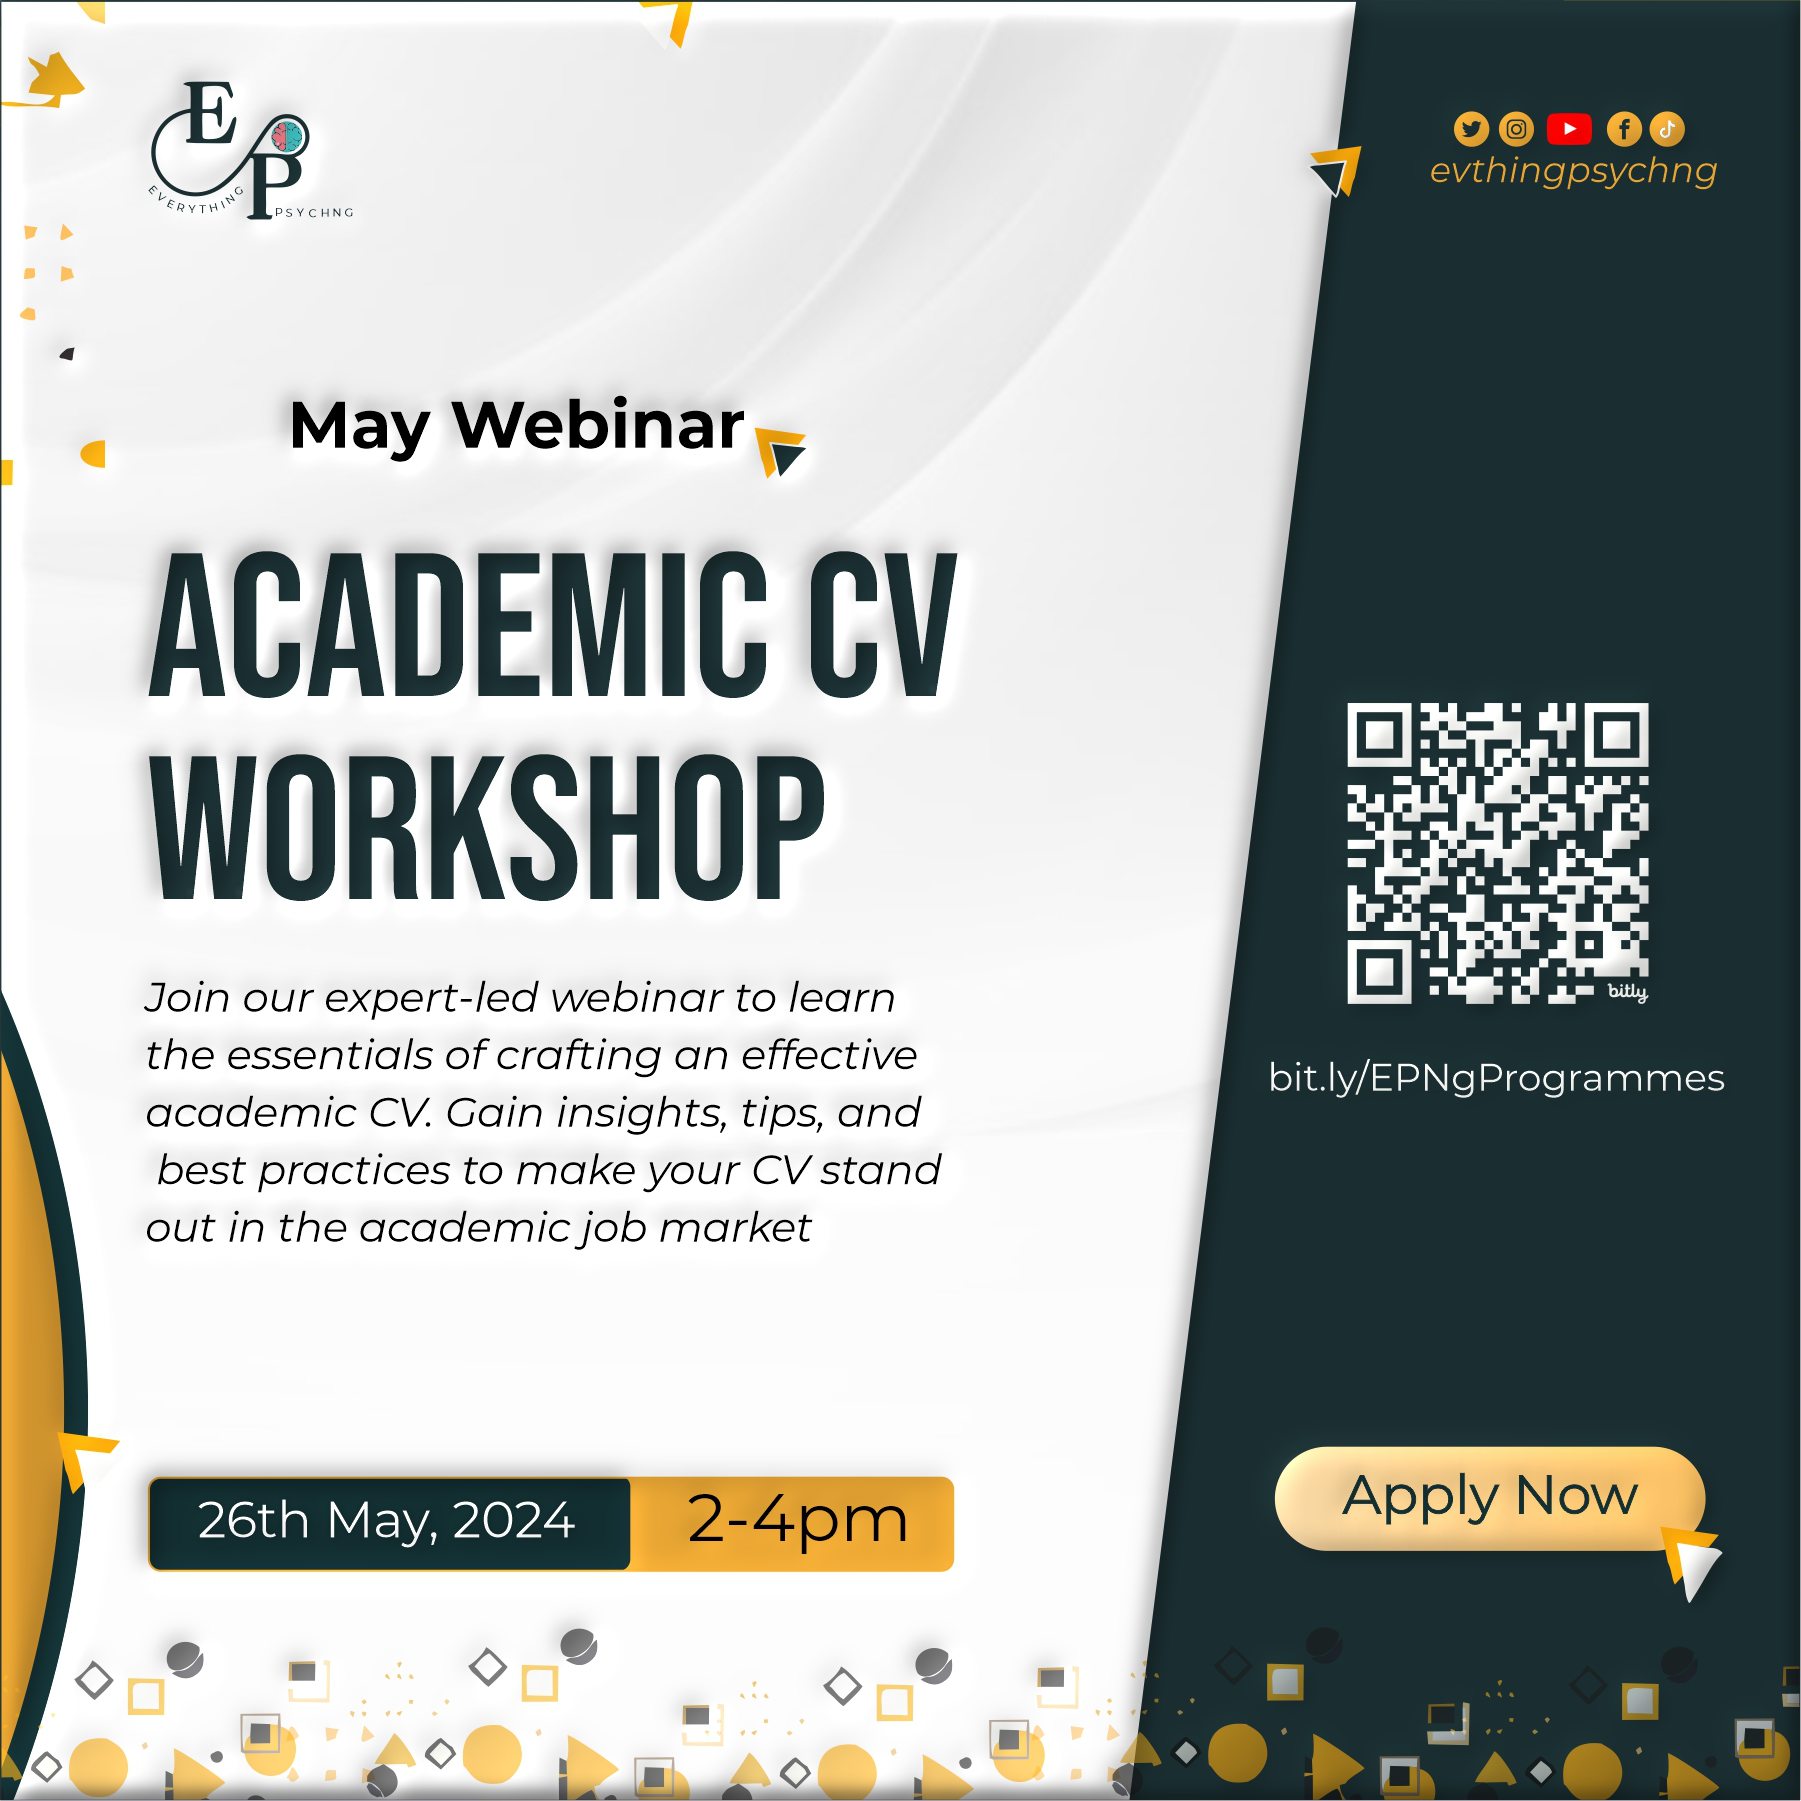 E
P
EVERYTHING
PSYCHNG
evthingpsychng
May Webinar
ACADEMIC CV
WORKSHOP
Join our expert-led webinar to learn
the essentials of crafting an effective
academic CV. Gain insights, tips, and
best practices to make your CV stand
out in the academic job market
bitly
bit.ly/EPNgProgrammes
26th May, 2024
2-4pm
Apply Now